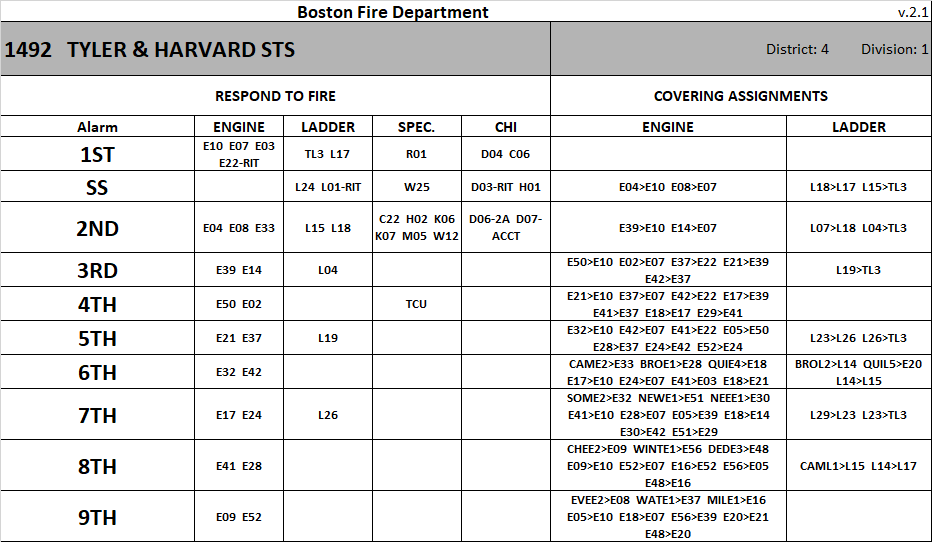 Boston Fire Department v.2.1
1492 TYLER & HARVARD STS District: 4 Division: 1
RESPOND TO FIRE COVERING ASSIGNMENTS
Alarm ENGINE LADDER SPEC. CHI ENGINE LADDER
1ST
E10 E07 E03
E22-RIT
TL3 L17
R01
D04 C06
SS
L24 L01-RIT
W25
D03-RIT H01
E04>E10 E08>E07
L18>L17 L15>TL3
2ND
E04 E08 E33
L15 L18
C22 H02 K06
K07 M05 W12
D06-2A D07-
ACCT
E39>E10 E14>E07
L07>L18 L04>TL3
3RD
E39 E14
L04
E50>E10 E02>E07 E37>E22 E21>E39
E42>E37
L19>TL3
4TH
E50 E02
TCU
E21>E10 E37>E07 E42>E22 E17>E39
E41>E37 E18>E17 E29>E41
5TH
E21 E37
L19
E32>E10 E42>E07 E41>E22 E05>E50
E28>E37 E24>E42 E52>E24
L23>L26 L26>TL3
6TH
E32 E42
CAME2>E33 BROE1>E28 QUIE4>E18
E17>E10 E24>E07 E41>E03 E18>E21
BROL2>L14 QUIL5>E20
L14>L15
7TH
E17 E24
L26
SOME2>E32 NEWE1>E51 NEEE1>E30
E41>E10 E28>E07 E05>E39 E18>E14
E30>E42 E51>E29
L29>L23 L23>TL3
8TH
E41 E28
CHEE2>E09 WINTE1>E56 DEDE3>E48
E09>E10 E52>E07 E16>E52 E56>E05
E48>E16
CAML1>L15 L14>L17
9TH
E09 E52
EVEE2>E08 WATE1>E37 MILE1>E16
E05>E10 E18>E07 E56>E39 E20>E21
E48>E20